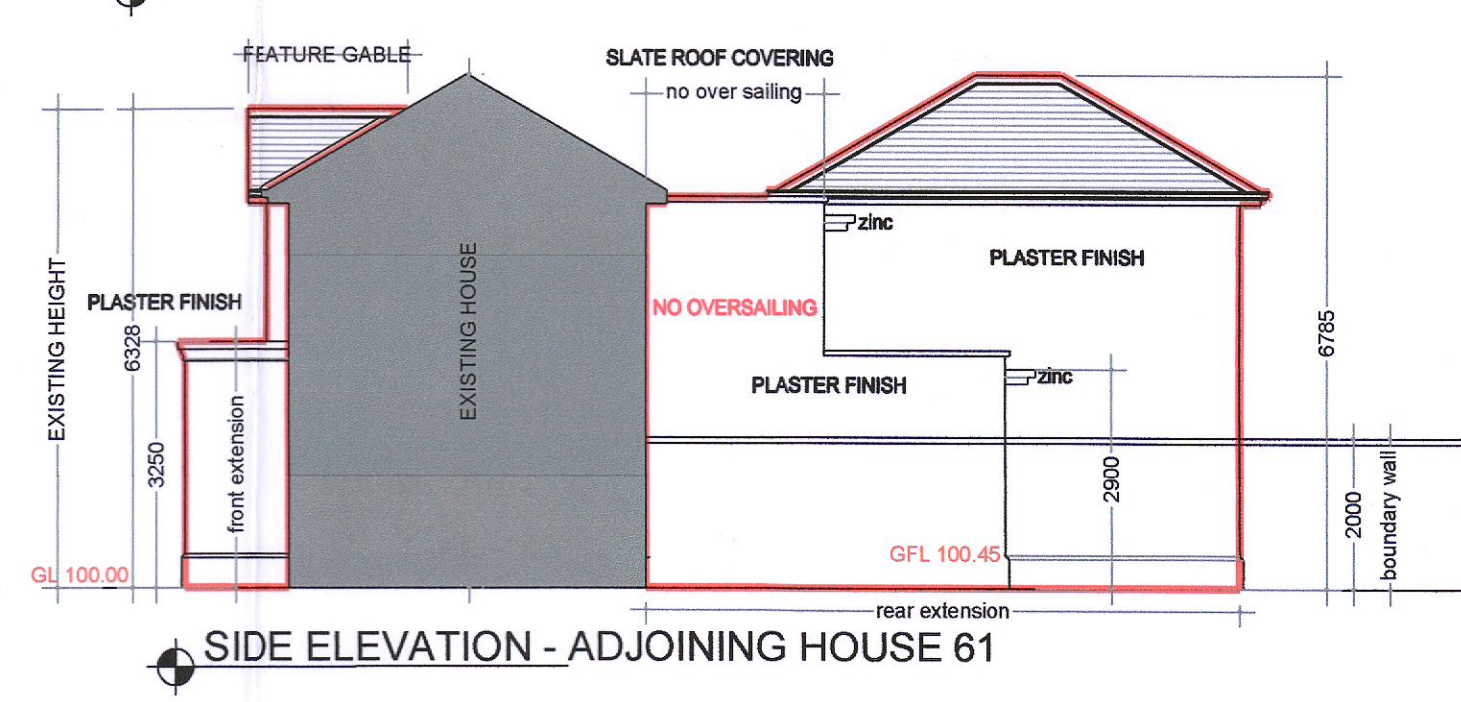 FEATURE GABLE
SLATE ROOF COVERING
no over sailing
zinc
PLASTER FINISH
PLASTER FINISH
NO OVERSAILING
EXISTING HEIGHT
6328
EXISTING HOUSE
6785
PLASTER FINISH
zinc
3250
front extension
2900
2000
boundary wall
GL 100.00
GFL 100.45
rear extension
SIDE ELEVATION - ADJOINING HOUSE 61